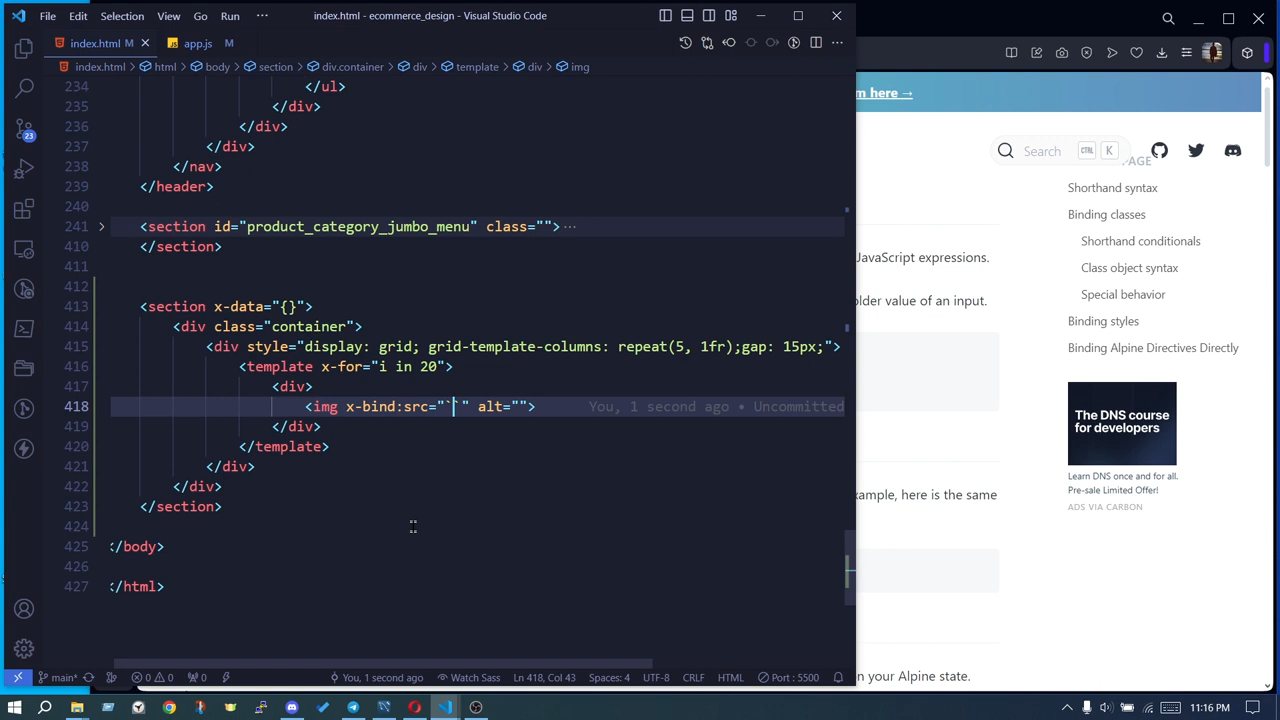 File Edit Selection View Go Run ··· index.html - ecommerce_design - Visual Studio Code
index.html M app.js M
index.html html body section div.container div template div img
234 </ul>
235 </div>
236 </div>
237 </div>
238 </nav>
239 </header>
240
241 <section id="product_category_jumbo_menu" class="">···
410 </section>
411
412
413 <section x-data="{}">
414 <div class="container">
415 <div style="display: grid; grid-template-columns: repeat(5, 1fr);gap: 15px;">
416 <template x-for="i in 20">
417 <div>
418 <img x-bind:src="``" alt=""> You, 1 second ago • Uncommitted
419 </div>
420 </template>
421 </div>
422 </div>
423 </section>
424
425 </body>
426
427 </html>
23
main* 0 0 0 You, 1 second ago Watch Sass Ln 418, Col 43 Spaces: 4 UTF-8 CRLF HTML Port : 5500
m here →
Search CTRL K
PAGE
Shorthand syntax
Binding classes
Shorthand conditionals
Class object syntax
Special behavior
Binding styles
Binding Alpine Directives Directly
JavaScript expressions.
older value of an input.
The DNS course
for developers
Learn DNS once and for all.
Pre-sale Limited Offer!
ADS VIA CARBON
xample, here is the same
on your Alpine state.
11:16 PM